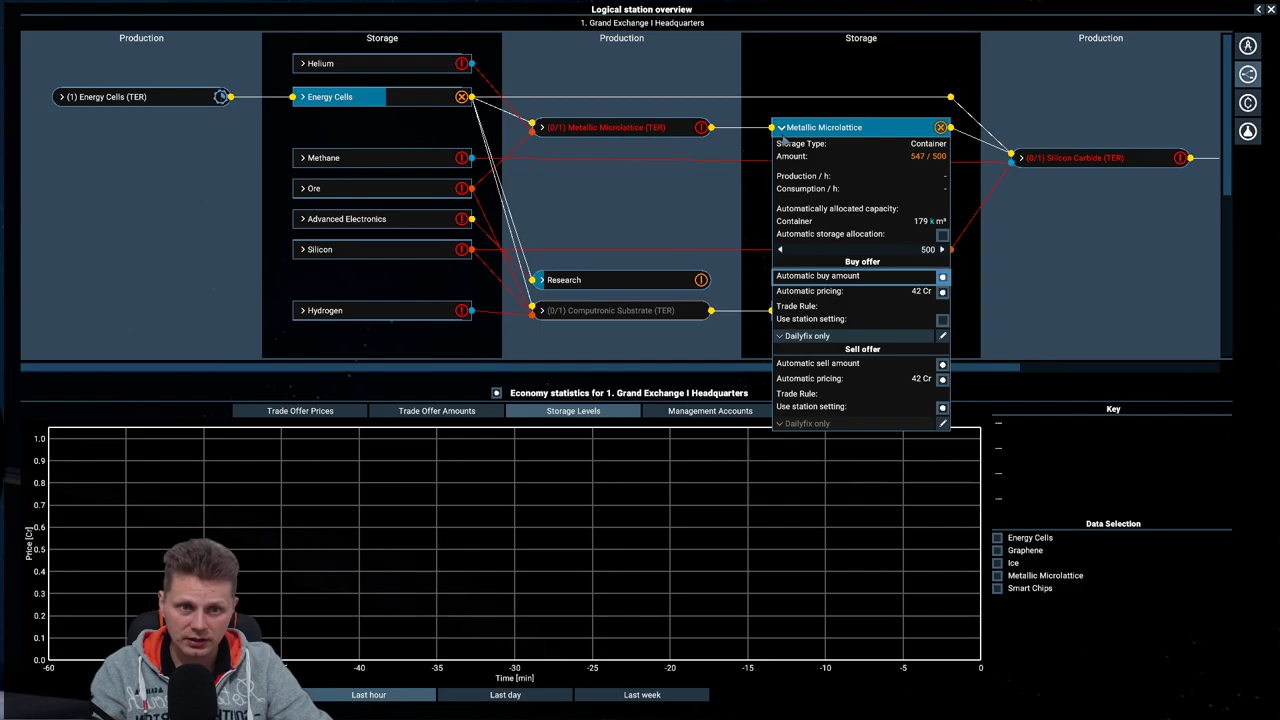 Logical station overview
1. Grand Exchange I Headquarters
Production
Storage
Production
Storage
Production
Helium
(1) Energy Cells (TER)
Energy Cells
(0/1) Metallic Microlattice (TER)
Metallic Microlattice
Storage Type: Container
Amount: 547 / 500
Methane
(0/1) Silicon Carbide (TER)
Production / h: -
Ore
Consumption / h: -
Automatically allocated capacity:
Advanced Electronics
Container 179 k m³
Automatic storage allocation:
Silicon
500
Buy offer
Research
Automatic buy amount
Automatic pricing: 42 Cr
Hydrogen
(0/1) Computronic Substrate (TER)
Trade Rule:
Use station setting:
Dailyfix only
Sell offer
Automatic sell amount
Automatic pricing: 42 Cr
Trade Rule:
Use station setting:
Dailyfix only
Economy statistics for 1. Grand Exchange I Headquarters
Trade Offer Prices
Trade Offer Amounts
Storage Levels
Management Accounts
Key
1.0
0.9
0.8
0.7
0.6
0.5
0.4
0.3
0.2
0.1
0.0
Price [Cr]
-60
-35
-30
-25
-20
-15
-10
-5
0
Time [min]
Data Selection
Energy Cells
Graphene
Ice
Metallic Microlattice
Smart Chips
Last hour
Last day
Last week